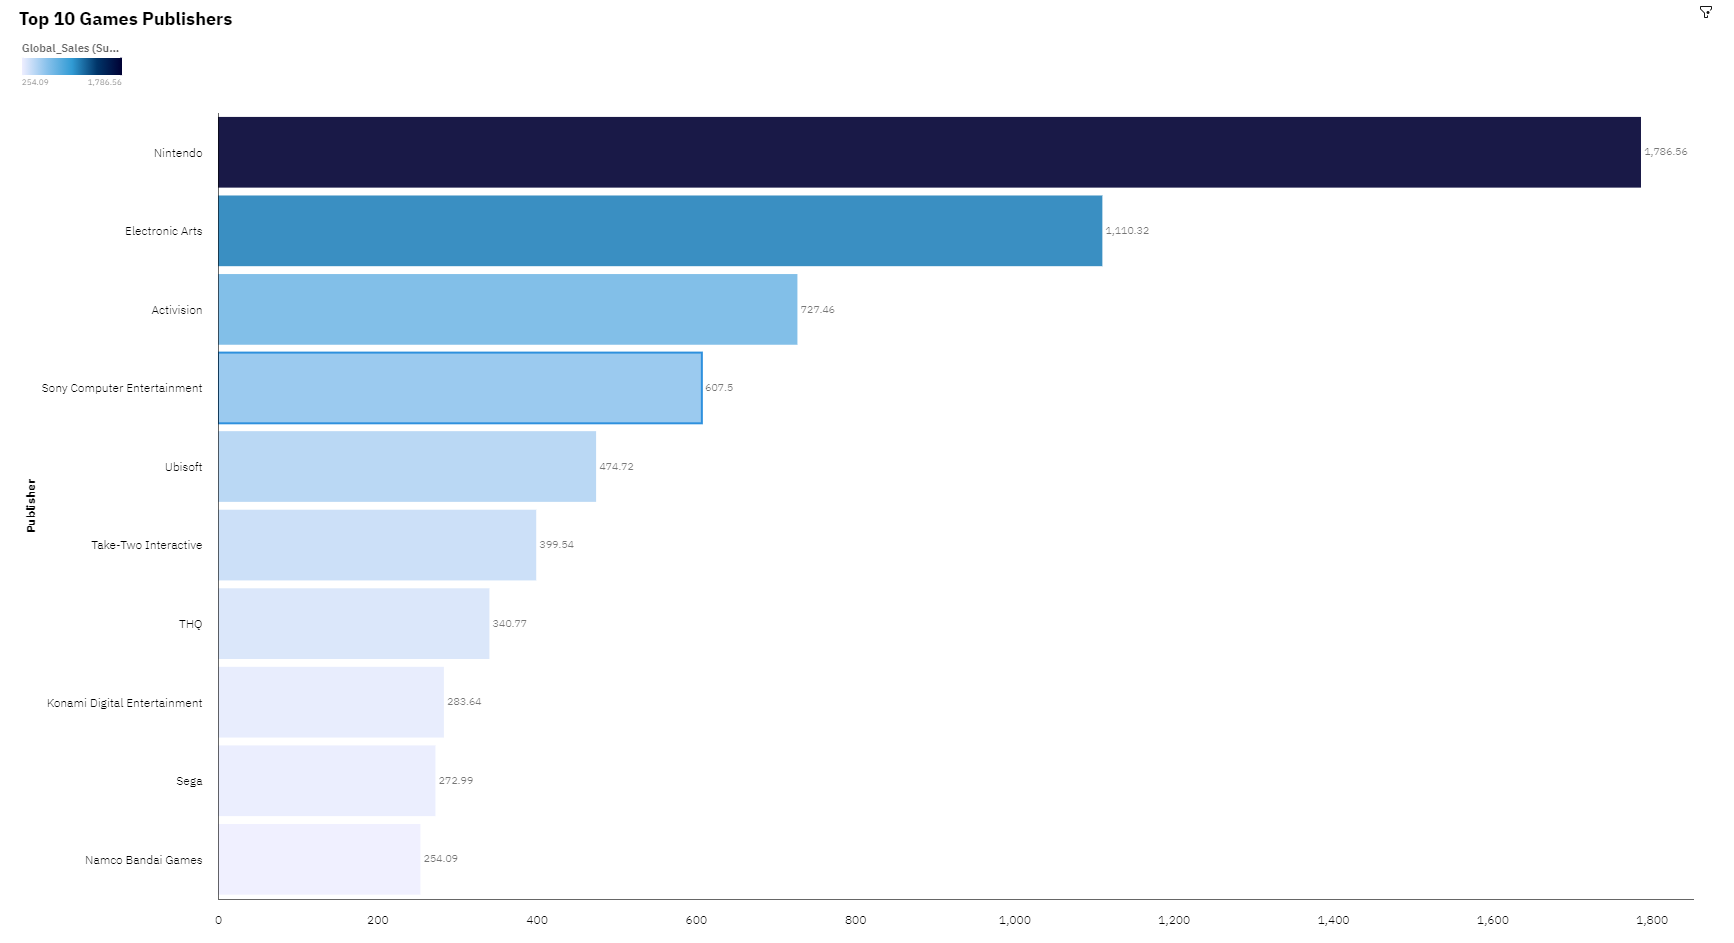 Top 10 Games Publishers
Global_Sales (Su...
254.09 1,786.56
Publisher
Nintendo 1,786.56
Electronic Arts 1,110.32
Activision 727.46
Sony Computer Entertainment 607.5
Ubisoft 474.72
Take-Two Interactive 399.54
THQ 340.77
Konami Digital Entertainment 283.64
Sega 272.99
Namco Bandai Games 254.09
0 200 400 600 800 1,000 1,200 1,400 1,600 1,800